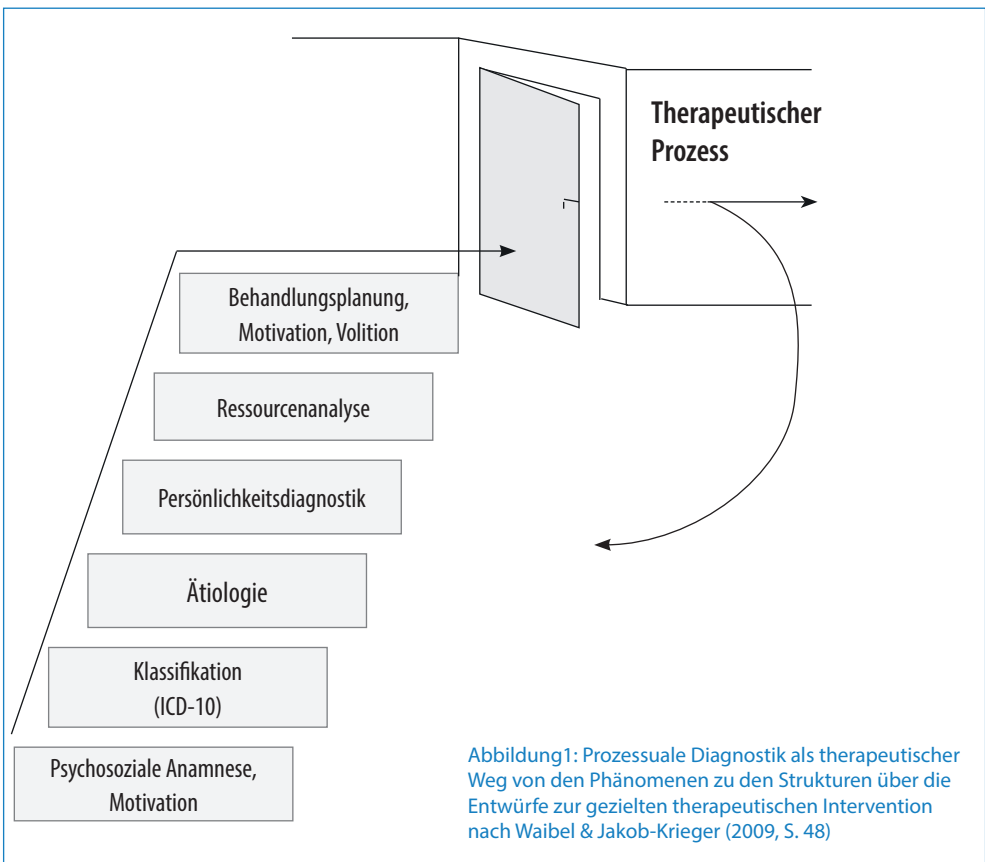 Therapeutischer
Prozess
Behandlungsplanung,
Motivation, Volition
Ressourcenanalyse
Persönlichkeitsdiagnostik
Ätiologie
Klassifikation
(ICD-10)
Psychosoziale Anamnese,
Motivation
Abbildung1: Prozessuale Diagnostik als therapeutischer
Weg von den Phänomenen zu den Strukturen über die
Entwürfe zur gezielten therapeutischen Intervention
nach Waibel & Jakob-Krieger (2009, S. 48)